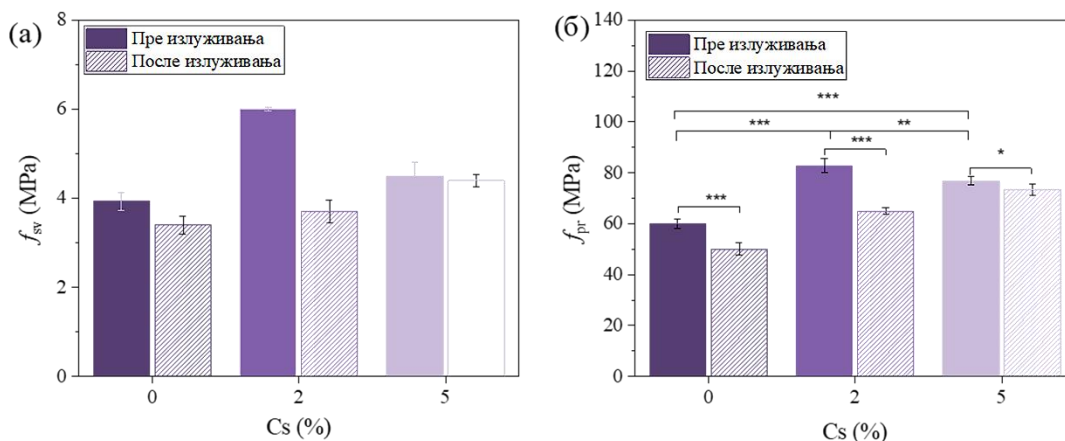 (а)
8
6
4
2
0
f_sv (MPa)
Пре излуживања
После излуживања
0
2
5
Cs (%)
(б)
140
120
100
80
60
40
20
0
f_pr (MPa)
Пре излуживања
После излуживања
***
***
**
***
*
***
0
2
5
Cs (%)